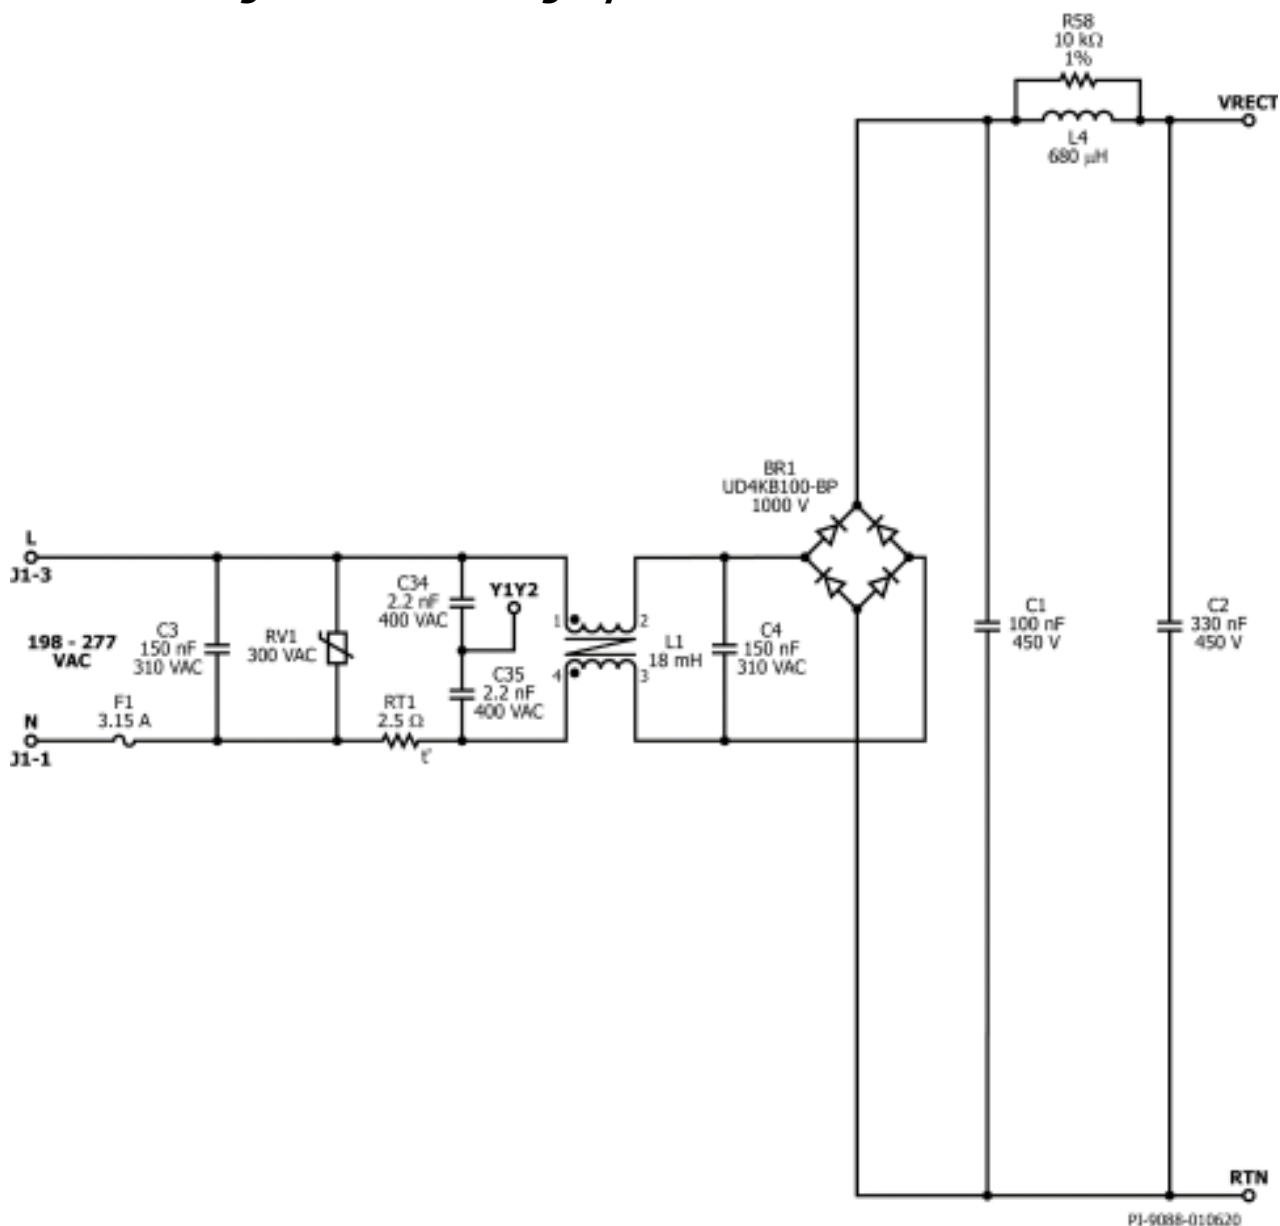 R58
10 kΩ
1%
VRECT
L4
680 µH
BR1
UD4KB100-BP
1000 V
L
J1-3
C34
2.2 nF
400 VAC
Y1Y2
1
2
198 - 277
VAC
C3
150 nF
310 VAC
RV1
300 VAC
L1
18 mH
C4
150 nF
310 VAC
C1
100 nF
450 V
C2
330 nF
450 V
4
3
C35
2.2 nF
400 VAC
F1
3.15 A
RT1
2.5 Ω
t°
N
J1-1
RTN
PI-9088-010620